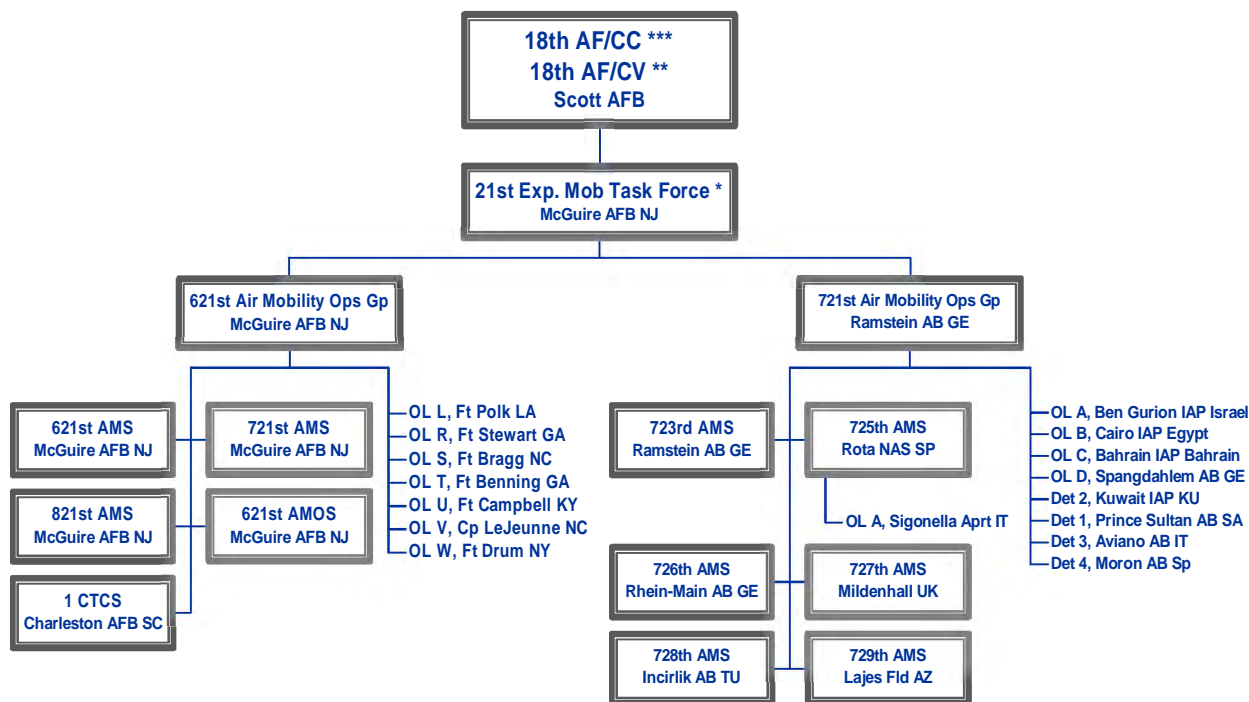 18th AF/CC ***
18th AF/CV **
Scott AFB
21st Exp. Mob Task Force *
McGuire AFB NJ
621st Air Mobility Ops Gp
McGuire AFB NJ
721st Air Mobility Ops Gp
Ramstein AB GE
621st AMS
McGuire AFB NJ
721st AMS
McGuire AFB NJ
821st AMS
McGuire AFB NJ
621st AMOS
McGuire AFB NJ
1 CTCS
Charleston AFB SC
OL L, Ft Polk LA
OL R, Ft Stewart GA
OL S, Ft Bragg NC
OL T, Ft Benning GA
OL U, Ft Campbell KY
OL V, Cp LeJeunne NC
OL W, Ft Drum NY
723rd AMS
Ramstein AB GE
725th AMS
Rota NAS SP
OL A, Sigonella Aprt IT
726th AMS
Rhein-Main AB GE
727th AMS
Mildenhall UK
728th AMS
Incirlik AB TU
729th AMS
Lajes Fld AZ
OL A, Ben Gurion IAP Israel
OL B, Cairo IAP Egypt
OL C, Bahrain IAP Bahrain
OL D, Spangdahlem AB GE
Det 2, Kuwait IAP KU
Det 1, Prince Sultan AB SA
Det 3, Aviano AB IT
Det 4, Moron AB Sp